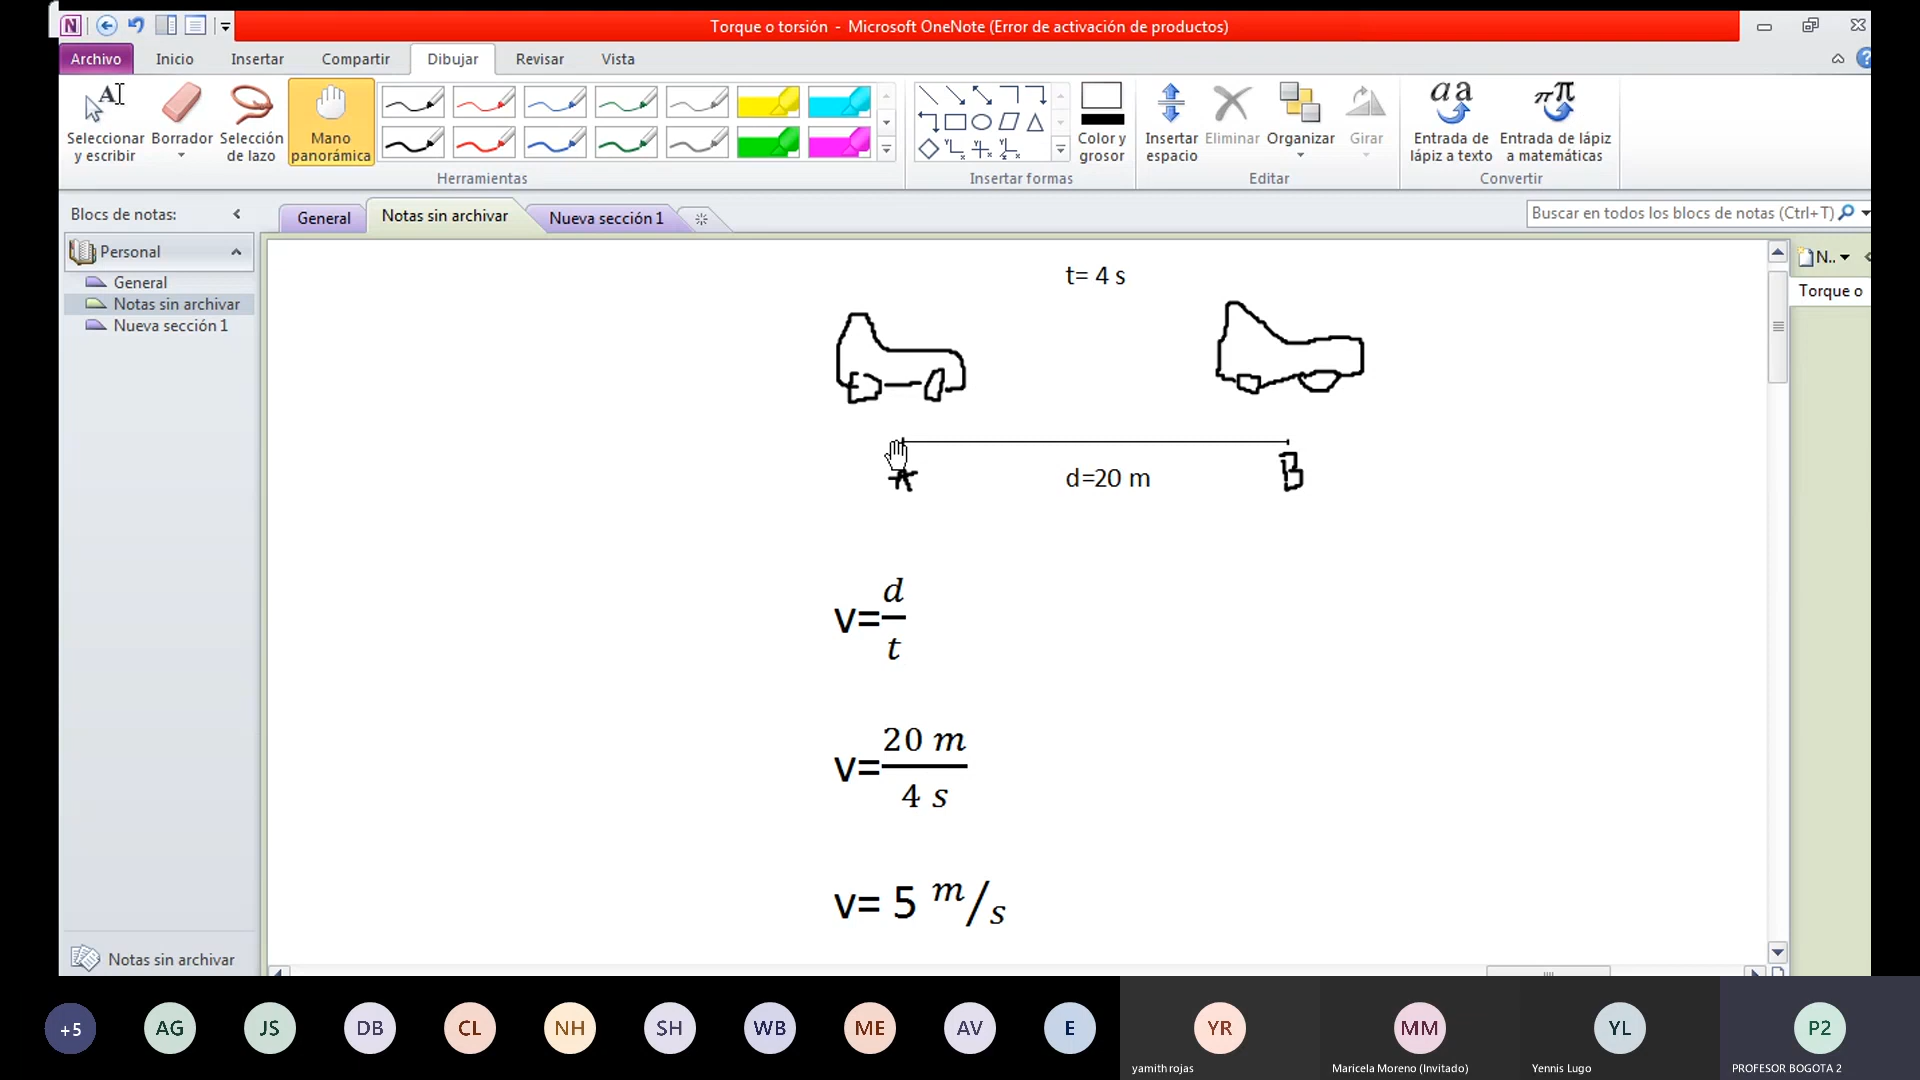 Torque o torsión - Microsoft OneNote (Error de activación de productos)
Archivo Inicio Insertar Compartir Dibujar Revisar Vista
Seleccionar y escribir
Borrador
Selección de lazo
Mano panorámica
Color y grosor
Insertar espacio
Eliminar
Organizar
Girar
Entrada de lápiz a texto
Entrada de lápiz a matemáticas
Herramientas
Insertar formas
Editar
Convertir
Blocs de notas:
General
Notas sin archivar
Nueva sección 1
Buscar en todos los blocs de notas (Ctrl+T)
Personal
General
Notas sin archivar
Nueva sección 1
N..
Torque o
t= 4 s
A
d=20 m
B
v=d/t
v=20 m/4 s
v= 5 m/s
Notas sin archivar
+5
AG
JS
DB
CL
NH
SH
WB
ME
AV
E
YR
MM
YL
P2
yamith rojas
Maricela Moreno (Invitado)
Yennis Lugo
PROFESOR BOGOTA 2